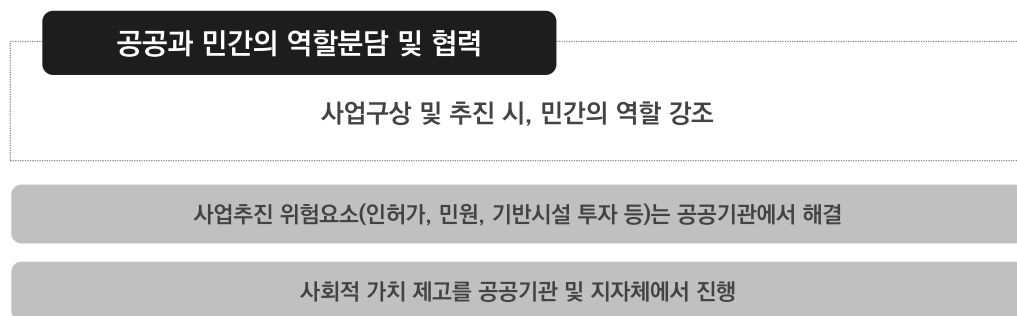 공공과 민간의 역할분담 및 협력
사업구상 및 추진 시, 민간의 역할 강조
사업추진 위험요소(인허가, 민원, 기반시설 투자 등)는 공공기관에서 해결
사회적 가치 제고를 공공기관 및 지자체에서 진행